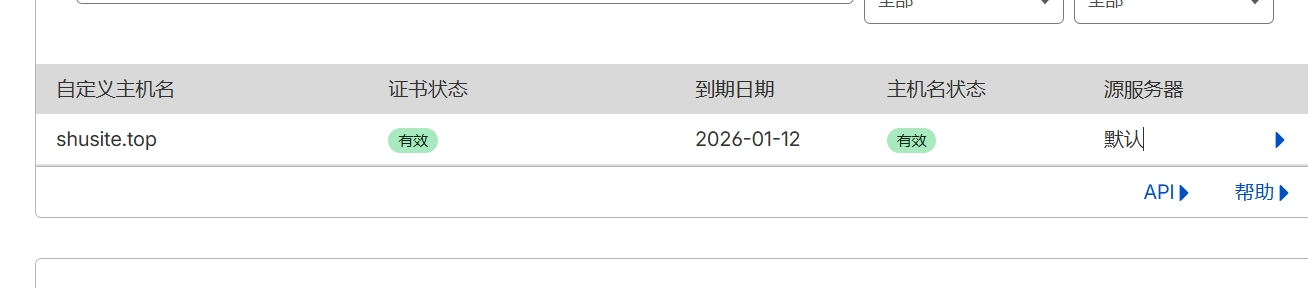 全部 全部
自定义主机名 证书状态 到期日期 主机名状态 源服务器
shusite.top 有效 2026-01-12 有效 默认
API 帮助